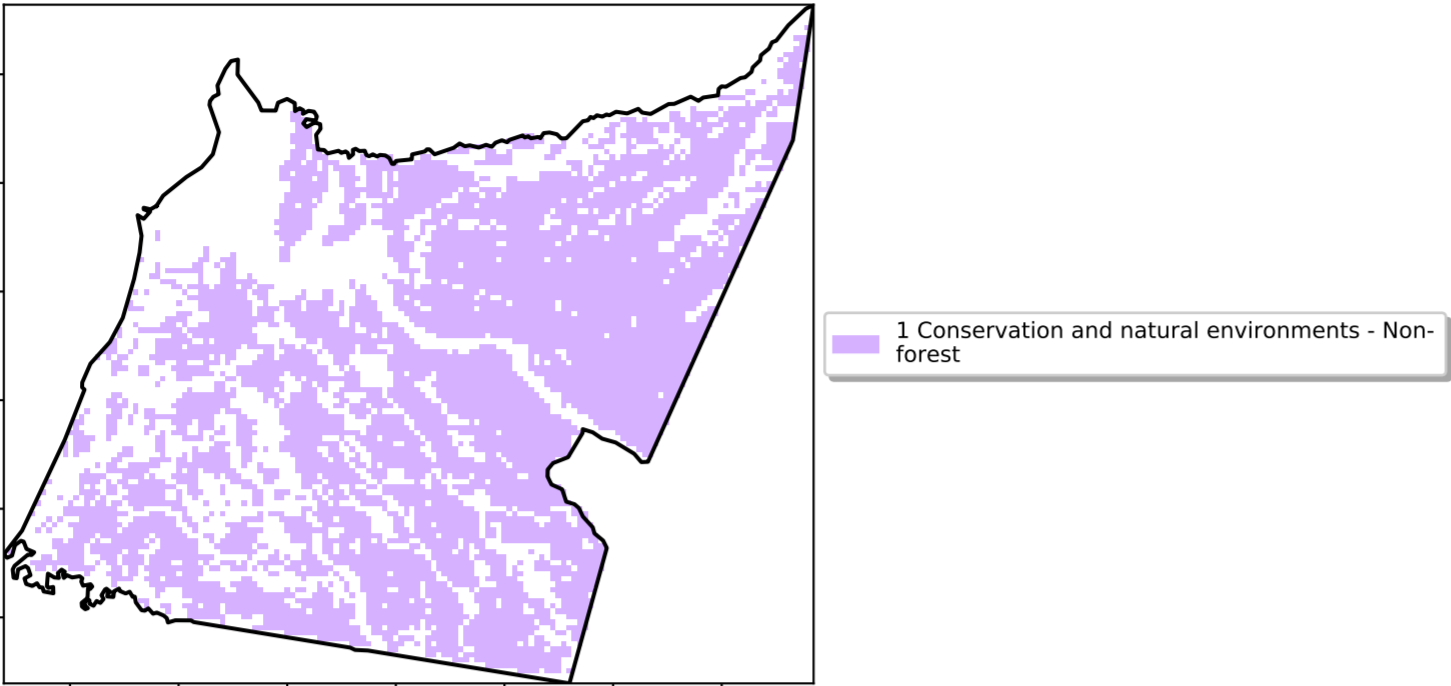 1 Conservation and natural environments - Non-
forest